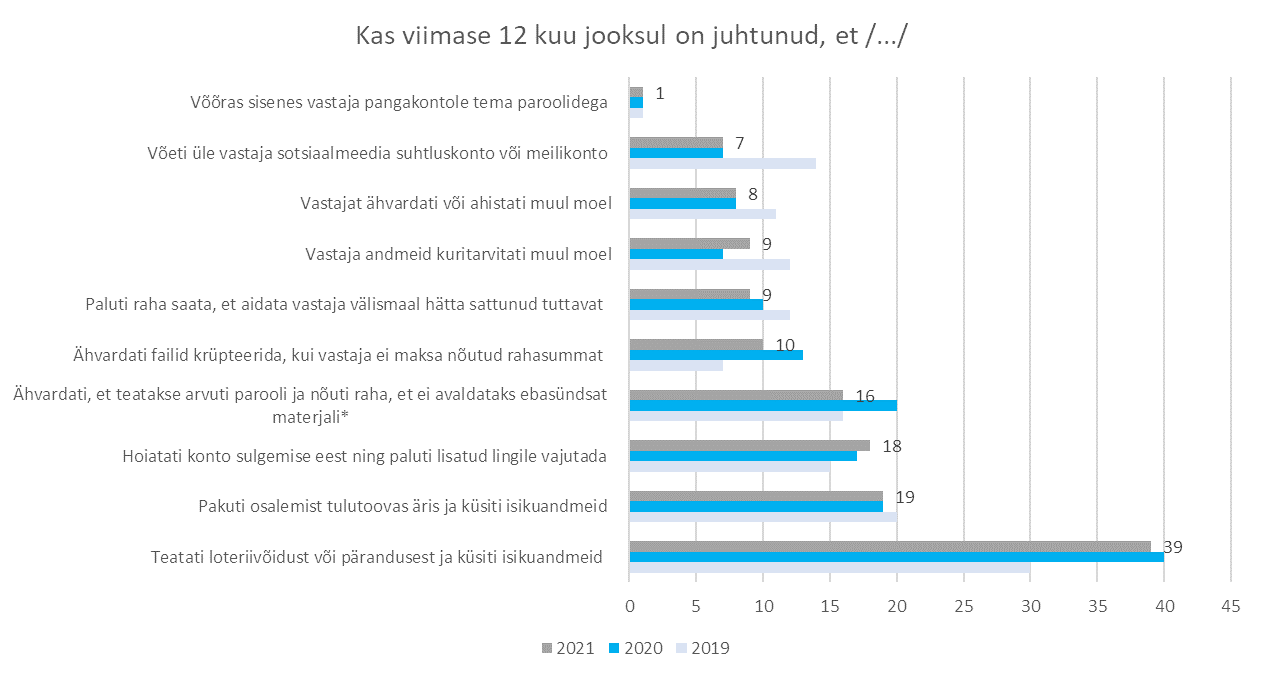 Kas viimase 12 kuu jooksul on juhtunud, et /.../
Võõras sisenes vastaja pangakontole tema paroolidega
1
Võeti üle vastaja sotsiaalmeedia suhtluskonto või meilikonto
7
Vastajat ähvardati või ahistati muul moel
8
Vastaja andmeid kuritarvitati muul moel
9
Paluti raha saata, et aidata vastaja välismaal hätta sattunud tuttavat
9
Ähvardati failid krüpteerida, kui vastaja ei maksa nõutud rahasummat
10
Ähvardati, et teatakse arvuti parooli ja nõuti raha, et ei avaldataks ebasündsat
materjali*
16
Hoiatati konto sulgemise eest ning paluti lisatud lingile vajutada
18
Pakuti osalemist tulutoovas äris ja küsiti isikuandmeid
19
Teatati loteriivõidust või pärandusest ja küsiti isikuandmeid
39
0 5 10 15 20 25 30 35 40 45
2021 2020 2019